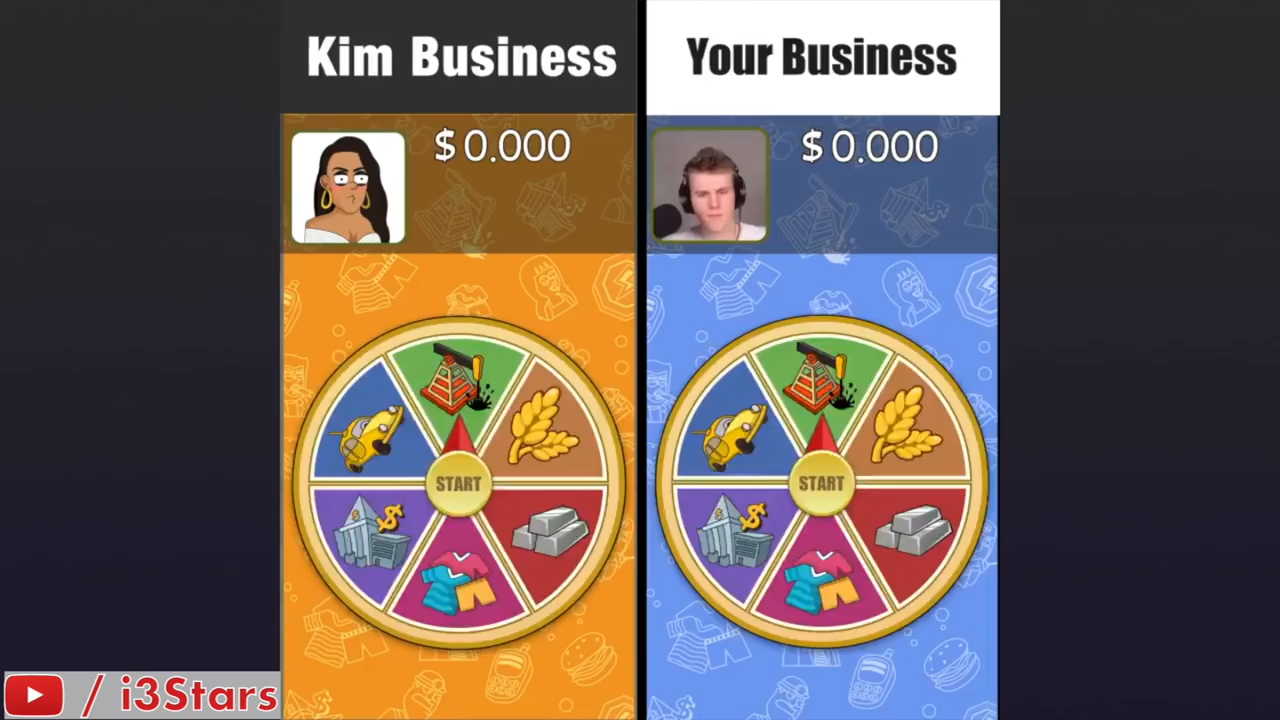 Kim Business
Your Business
$ 0.000
$ 0.000
START
START
/ i3Stars